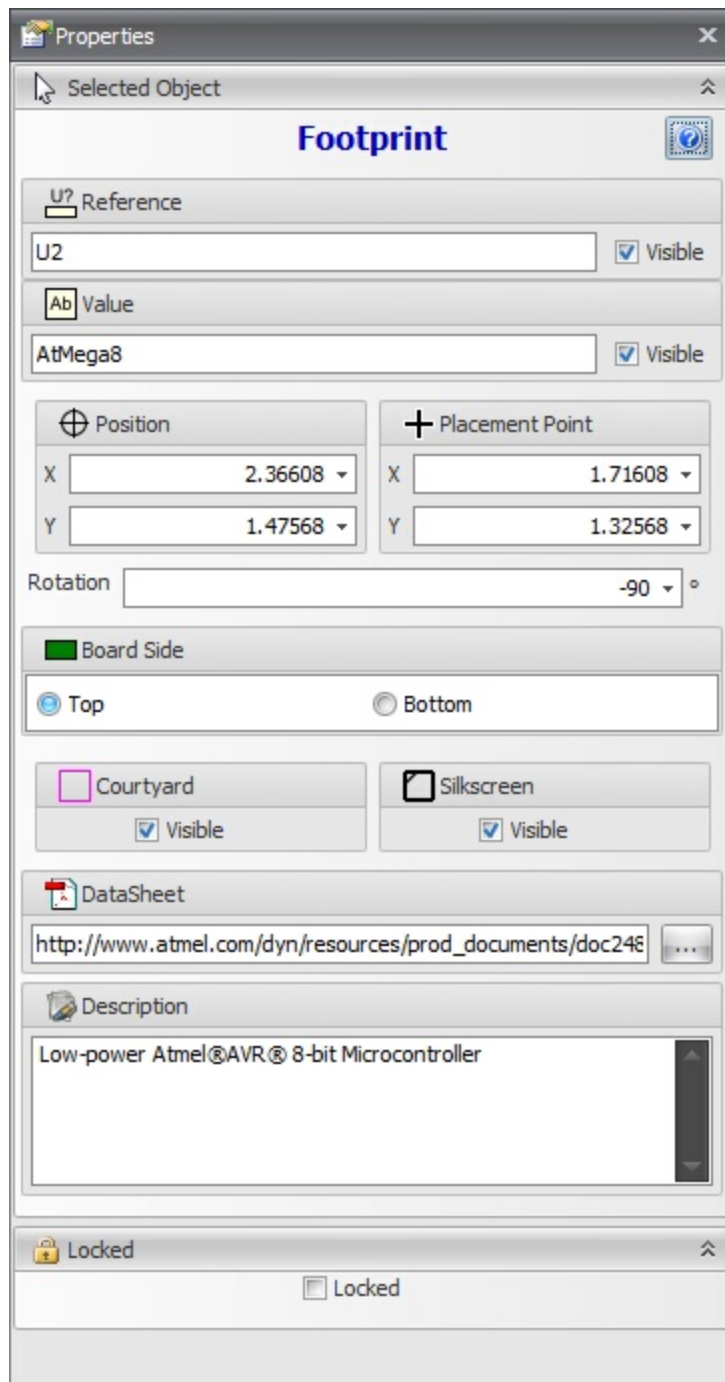 Properties
Selected Object
Footprint
U? Reference
U2 Visible
Ab Value
AtMega8 Visible
Position Placement Point
X 2.36608 X 1.71608
Y 1.47568 Y 1.32568
Rotation -90 °
Board Side
Top Bottom
Courtyard Silkscreen
Visible Visible
DataSheet
http://www.atmel.com/dyn/resources/prod_documents/doc248 ...
Description
Low-power Atmel®AVR® 8-bit Microcontroller
Locked
Locked